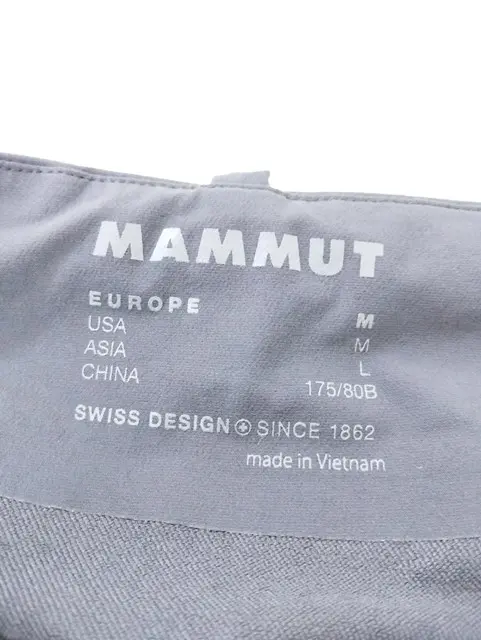 MAMMUT
EUROPE M
USA M
ASIA L
CHINA 175/80B
SWISS DESIGN SINCE 1862
made in Vietnam